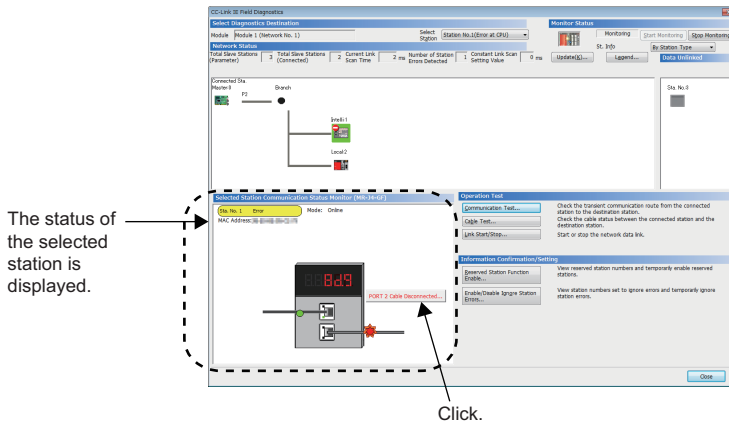 CC-Link IE Field Diagnostics
Select Diagnostics Destination
Module Module 1 (Network No. 1)
Select Station Station No.1(Error at CPU)
Monitor Status
Monitoring
Start Monitoring
Stop Monitoring
Network Status
Total Slave Stations (Parameter) 3
Total Slave Stations (Connected) 2
Current Link Scan Time 2 ms
Number of Station Errors Detected 1
Constant Link Scan Setting Value 0 ms
St. Info
By Station Type
Update(K)...
Legend...
Data Unlinked
Connected Sta.
Master:0
P2
Branch
Sta. No.3
Intelli:1
Local:2
Selected Station Communication Status Monitor (MR-J4-GF)
Sta. No. 1 Error
Mode: Online
MAC Address:
8d9
PORT 2 Cable Disconnected...
Operation Test
Communication Test...
Check the transient communication route from the connected
station to the destination station.
Cable Test...
Check the cable status between the connected station and the
destination station.
Link Start/Stop...
Start or stop the network data link.
Information Confirmation/Setting
Reserved Station Function
Enable...
View reserved station numbers and temporarily enable reserved
stations.
Enable/Disable Ignore Station
Errors...
View station numbers set to ignore errors and temporarily ignore
station errors.
Close
The status of
the selected
station is
displayed.
Click.